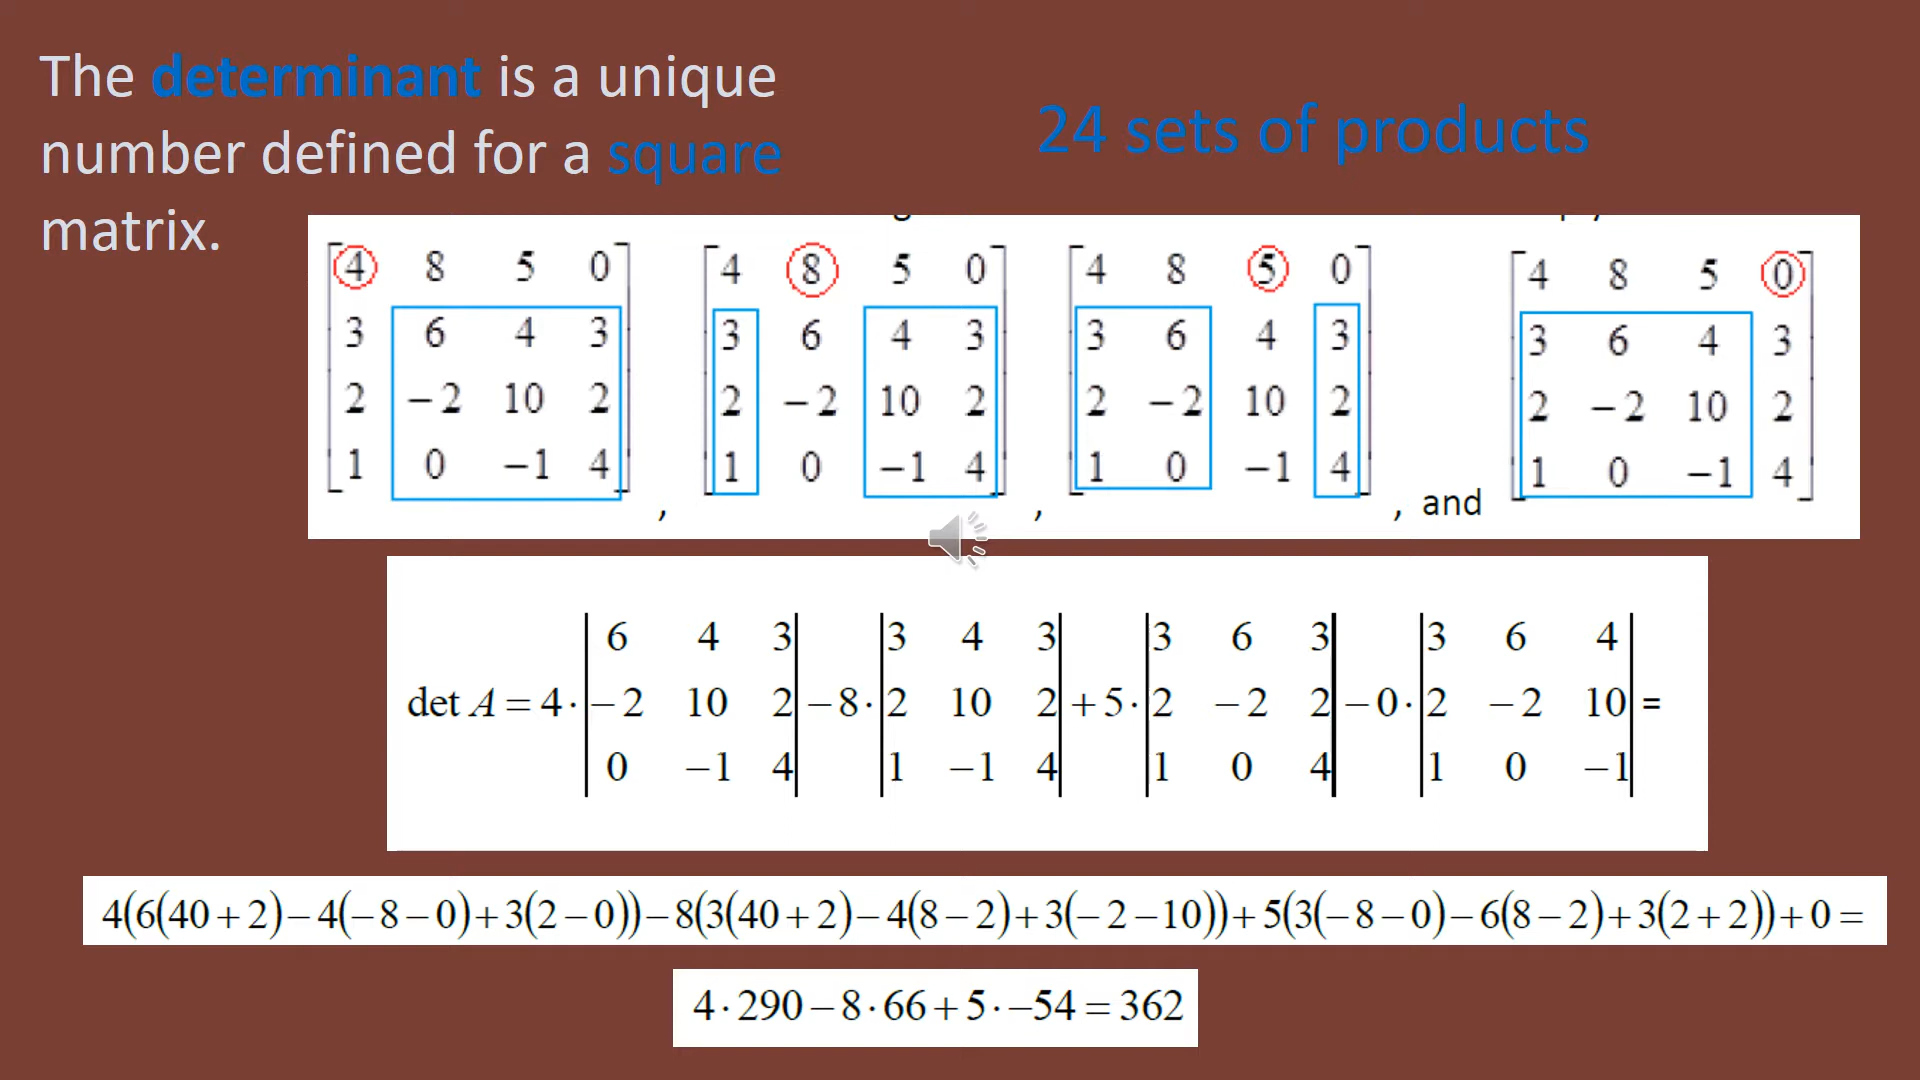 The determinant is a unique
number defined for a square
matrix.
24 sets of products
4 8 5 0
3 6 4 3
2 −2 10 2
1 0 −1 4
,
4 8 5 0
3 6 4 3
2 −2 10 2
1 0 −1 4
,
4 8 5 0
3 6 4 3
2 −2 10 2
1 0 −1 4
, and
4 8 5 0
3 6 4 3
2 −2 10 2
1 0 −1 4
6 4 3 3 4 3 3 6 3 3 6 4
det A = 4 · | −2 10 2 | − 8 · | 2 10 2 | + 5 · | 2 −2 2 | − 0 · | 2 −2 10 | =
0 −1 4 1 −1 4 1 0 4 1 0 −1
4(6(40+2)−4(−8−0)+3(2−0))−8(3(40+2)−4(8−2)+3(−2−10))+5(3(−8−0)−6(8−2)+3(2+2))+0=
4·290−8·66+5·−54=362